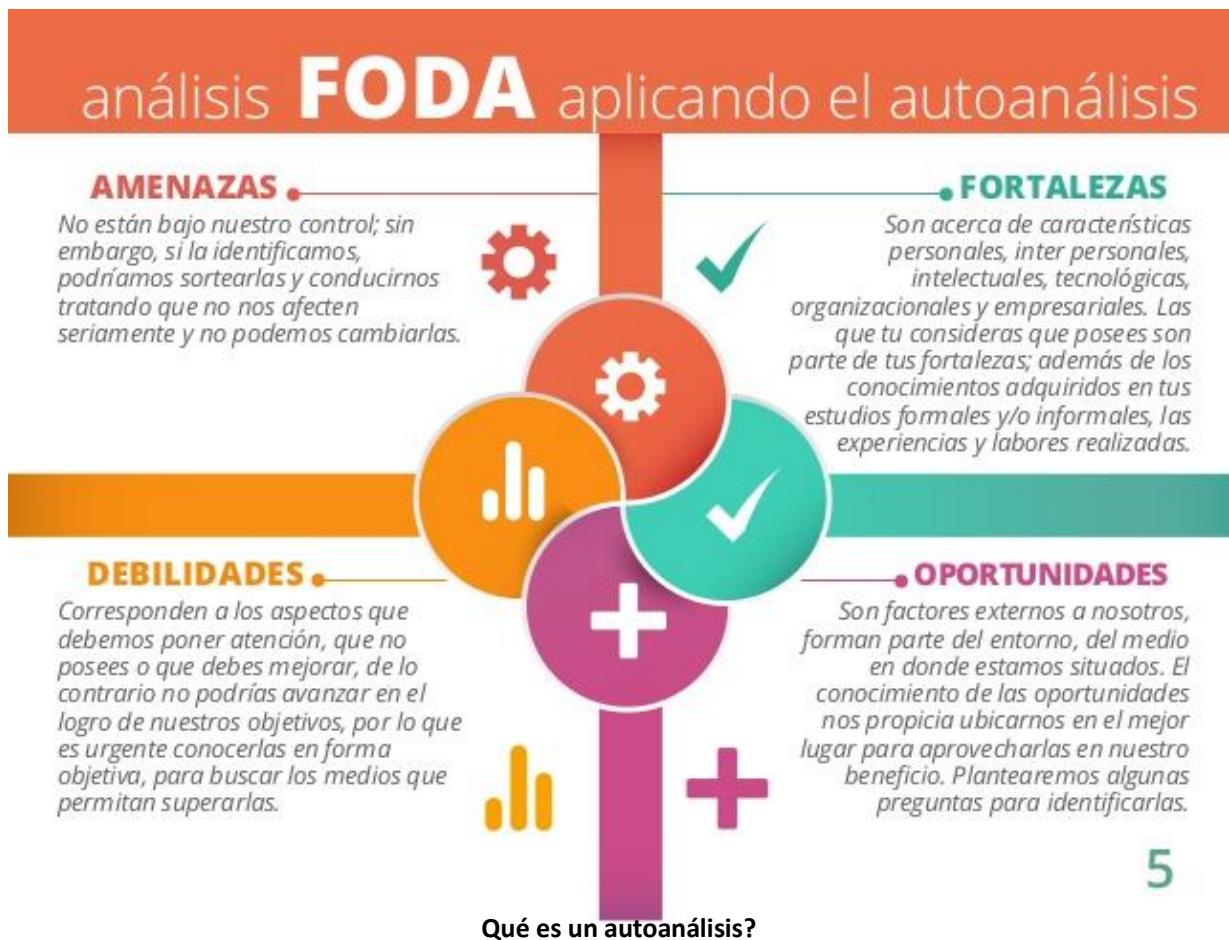 análisis FODA aplicando el autoanálisis
AMENAZAS
No están bajo nuestro control; sin
embargo, si la identificamos,
podríamos sortearlas y conducirnos
tratando que no nos afecten
seriamente y no podemos cambiarlas.
FORTALEZAS
Son acerca de características
personales, inter personales,
intelectuales, tecnológicas,
organizacionales y empresariales. Las
que tu consideras que posees son
parte de tus fortalezas; además de los
conocimientos adquiridos en tus
estudios formales y/o informales, las
experiencias y labores realizadas.
DEBILIDADES
Corresponden a los aspectos que
debemos poner atención, que no
posees o que debes mejorar, de lo
contrario no podrías avanzar en el
logro de nuestros objetivos, por lo que
es urgente conocerlas en forma
objetiva, para buscar los medios que
permitan superarlas.
OPORTUNIDADES
Son factores externos a nosotros,
forman parte del entorno, del medio
en donde estamos situados. El
conocimiento de las oportunidades
nos propicia ubicarnos en el mejor
lugar para aprovecharlas en nuestro
beneficio. Plantearemos algunas
preguntas para identificarlas.
5
Qué es un autoanálisis?